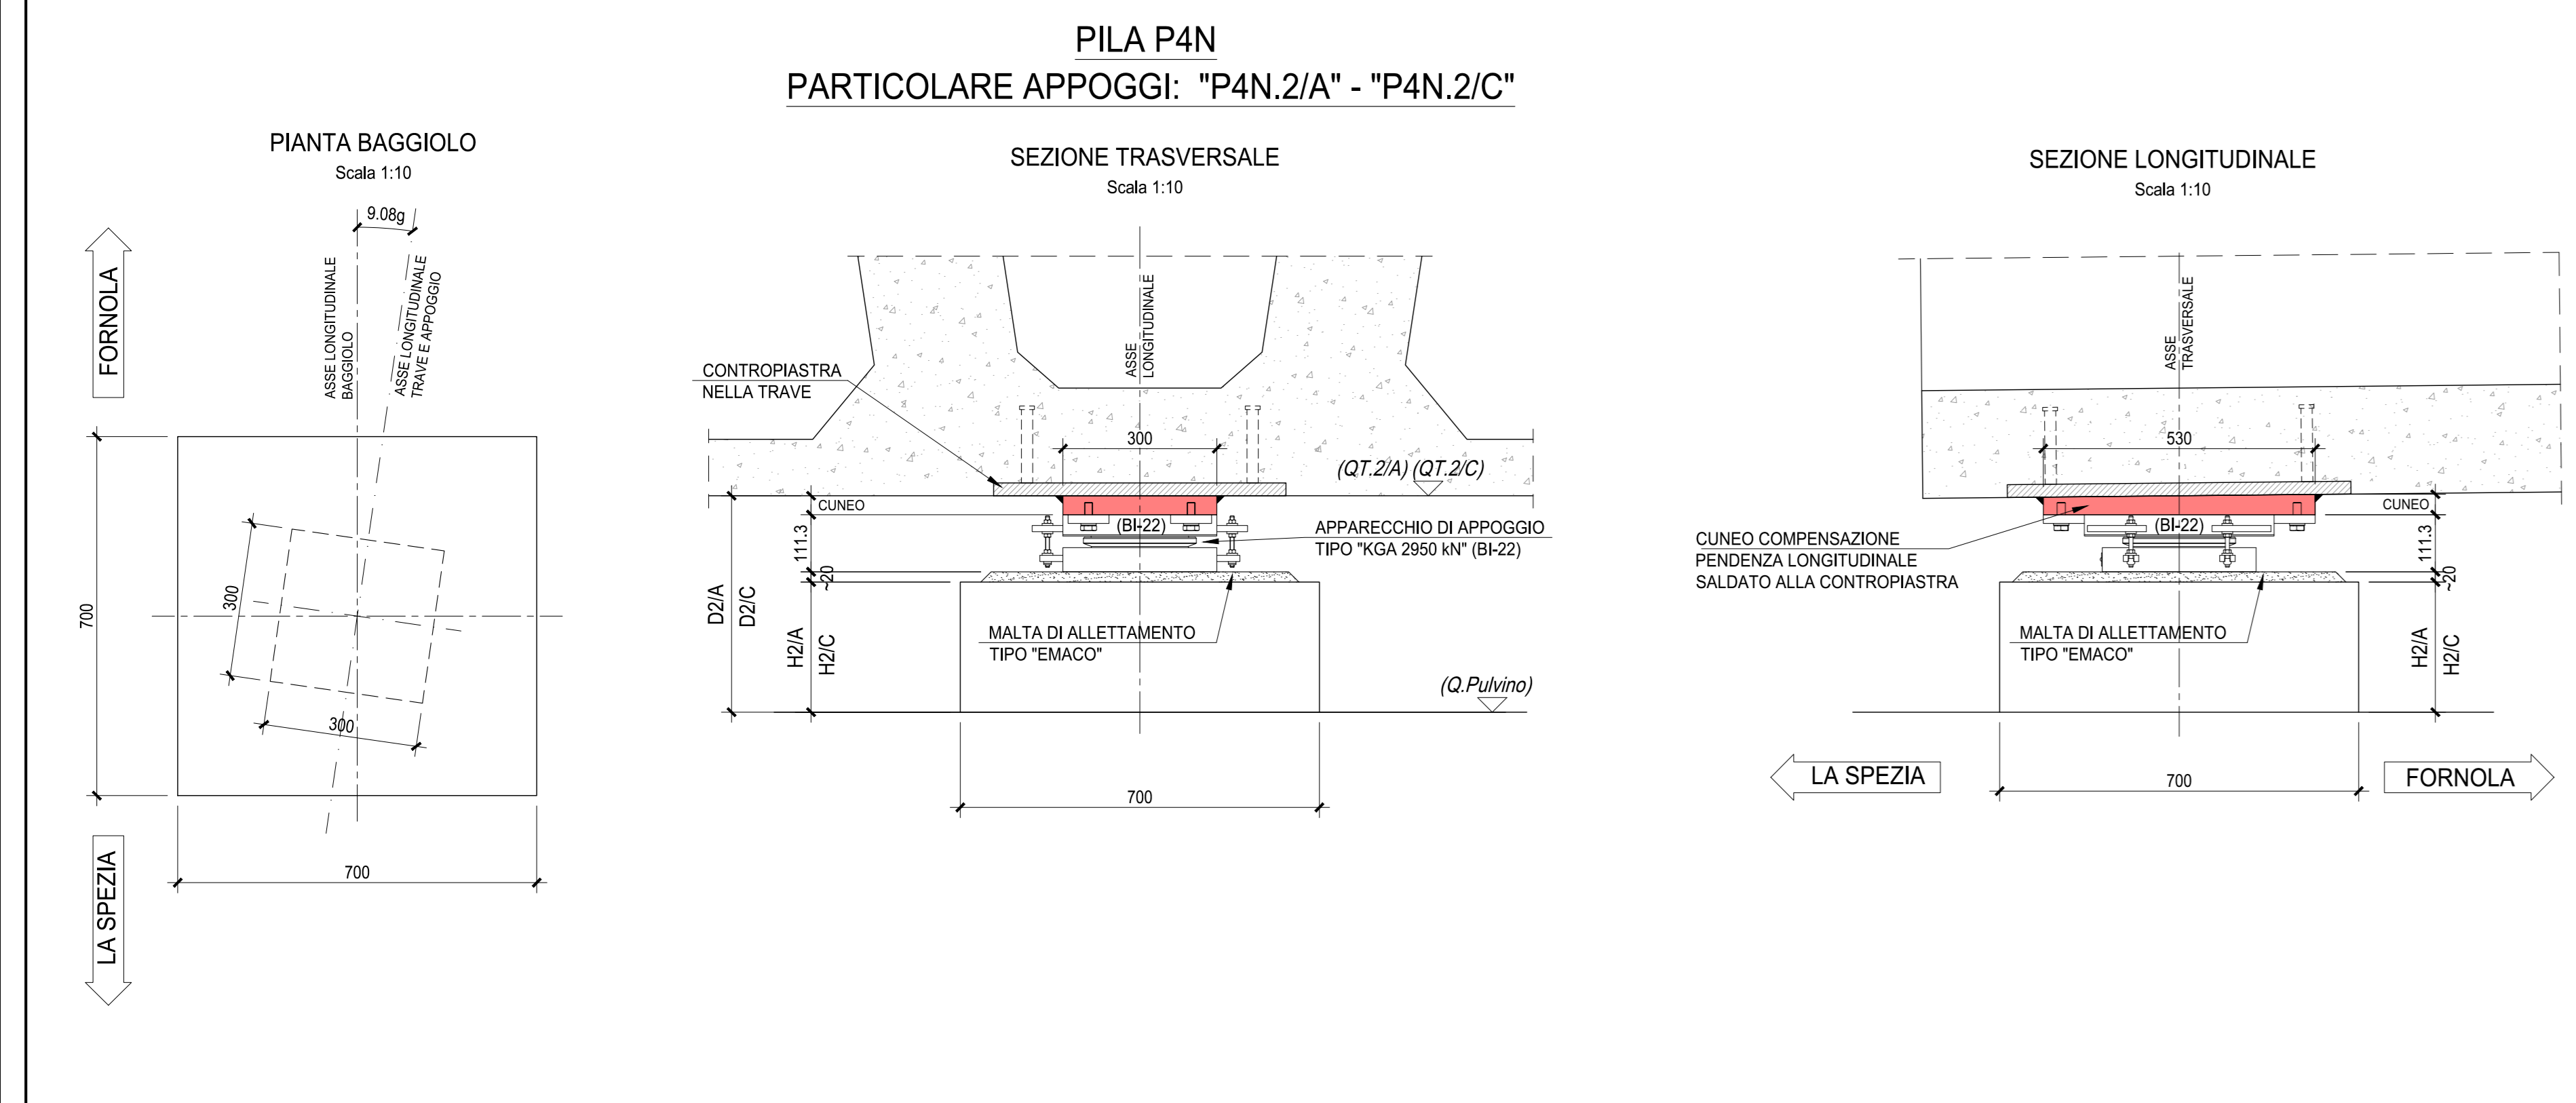 PILA P4N
PARTICOLARE APPOGGI: "P4N.2/A" - "P4N.2/C"
PIANTA BAGGIOLO
Scala 1:10
9.08g
FORNOLA
ASSE LONGITUDINALE
BAGGIOLO
ASSE LONGITUDINALE
TRAVE E APPOGGIO
700
300
300
LA SPEZIA
700
SEZIONE TRASVERSALE
Scala 1:10
ASSE
LONGITUDINALE
CONTROPIASTRA
NELLA TRAVE
300
(QT.2/A) (QT.2/C)
CUNEO
(BI-22)
APPARECCHIO DI APPOGGIO
TIPO "KGA 2950 kN" (BI-22)
111.3
~20
D2/A
D2/C
H2/A
H2/C
MALTA DI ALLETTAMENTO
TIPO "EMACO"
(Q.Pulvino)
700
SEZIONE LONGITUDINALE
Scala 1:10
ASSE
TRASVERSALE
530
CUNEO
(BI-22)
CUNEO COMPENSAZIONE
PENDENZA LONGITUDINALE
SALDATO ALLA CONTROPIASTRA
111.3
~20
MALTA DI ALLETTAMENTO
TIPO "EMACO"
H2/A
H2/C
LA SPEZIA
700
FORNOLA